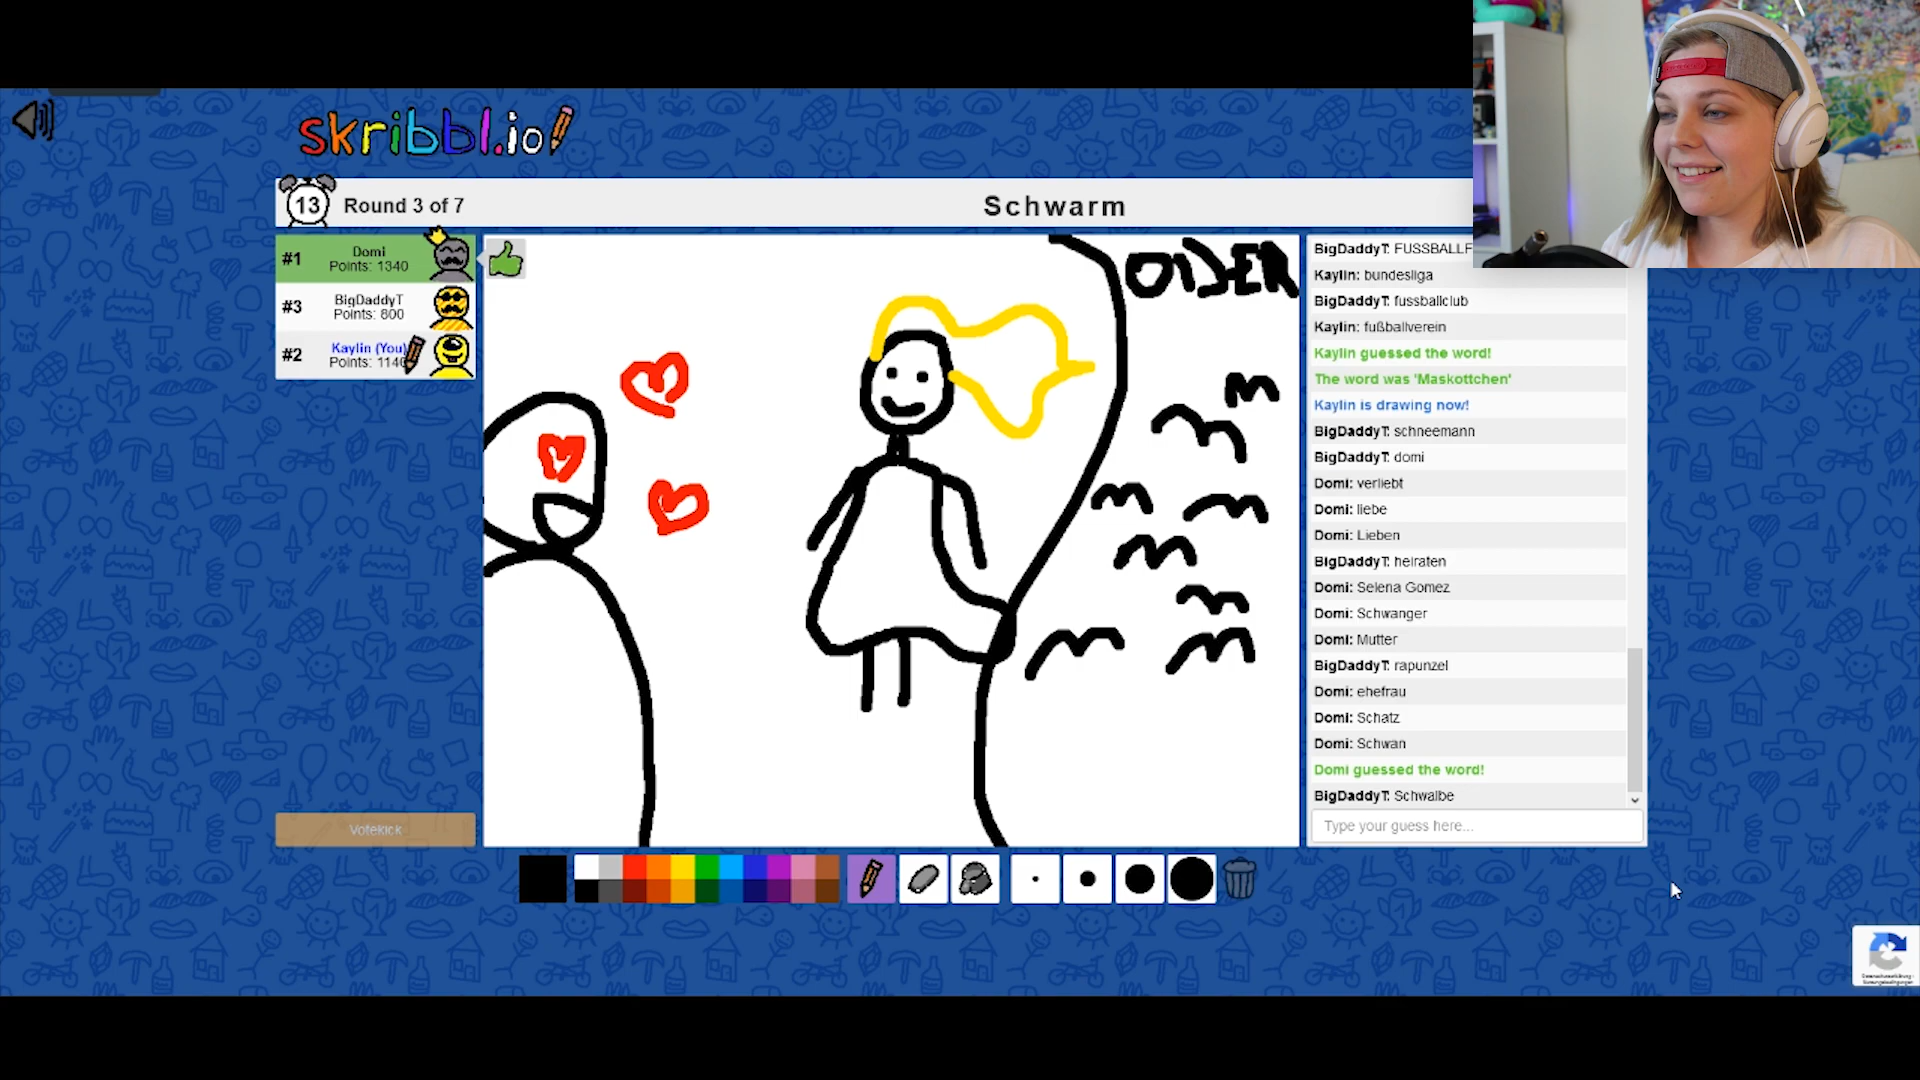 skribbl.io
13
Round 3 of 7
Schwarm
#1
Domi
Points: 1340
#3
BigDaddyT
Points: 800
#2
Kaylin (You)
Points: 1140
Votekick
ODER
BigDaddyT: FUSSBALLF
Kaylin: bundesliga
BigDaddyT: fussballclub
Kaylin: fußballverein
Kaylin guessed the word!
The word was 'Maskottchen'
Kaylin is drawing now!
BigDaddyT: schneemann
BigDaddyT: domi
Domi: verliebt
Domi: liebe
Domi: Lieben
BigDaddyT: heiraten
Domi: Selena Gomez
Domi: Schwanger
Domi: Mutter
BigDaddyT: rapunzel
Domi: ehefrau
Domi: Schatz
Domi: Schwan
Domi guessed the word!
BigDaddyT: Schwalbe
Type your guess here...